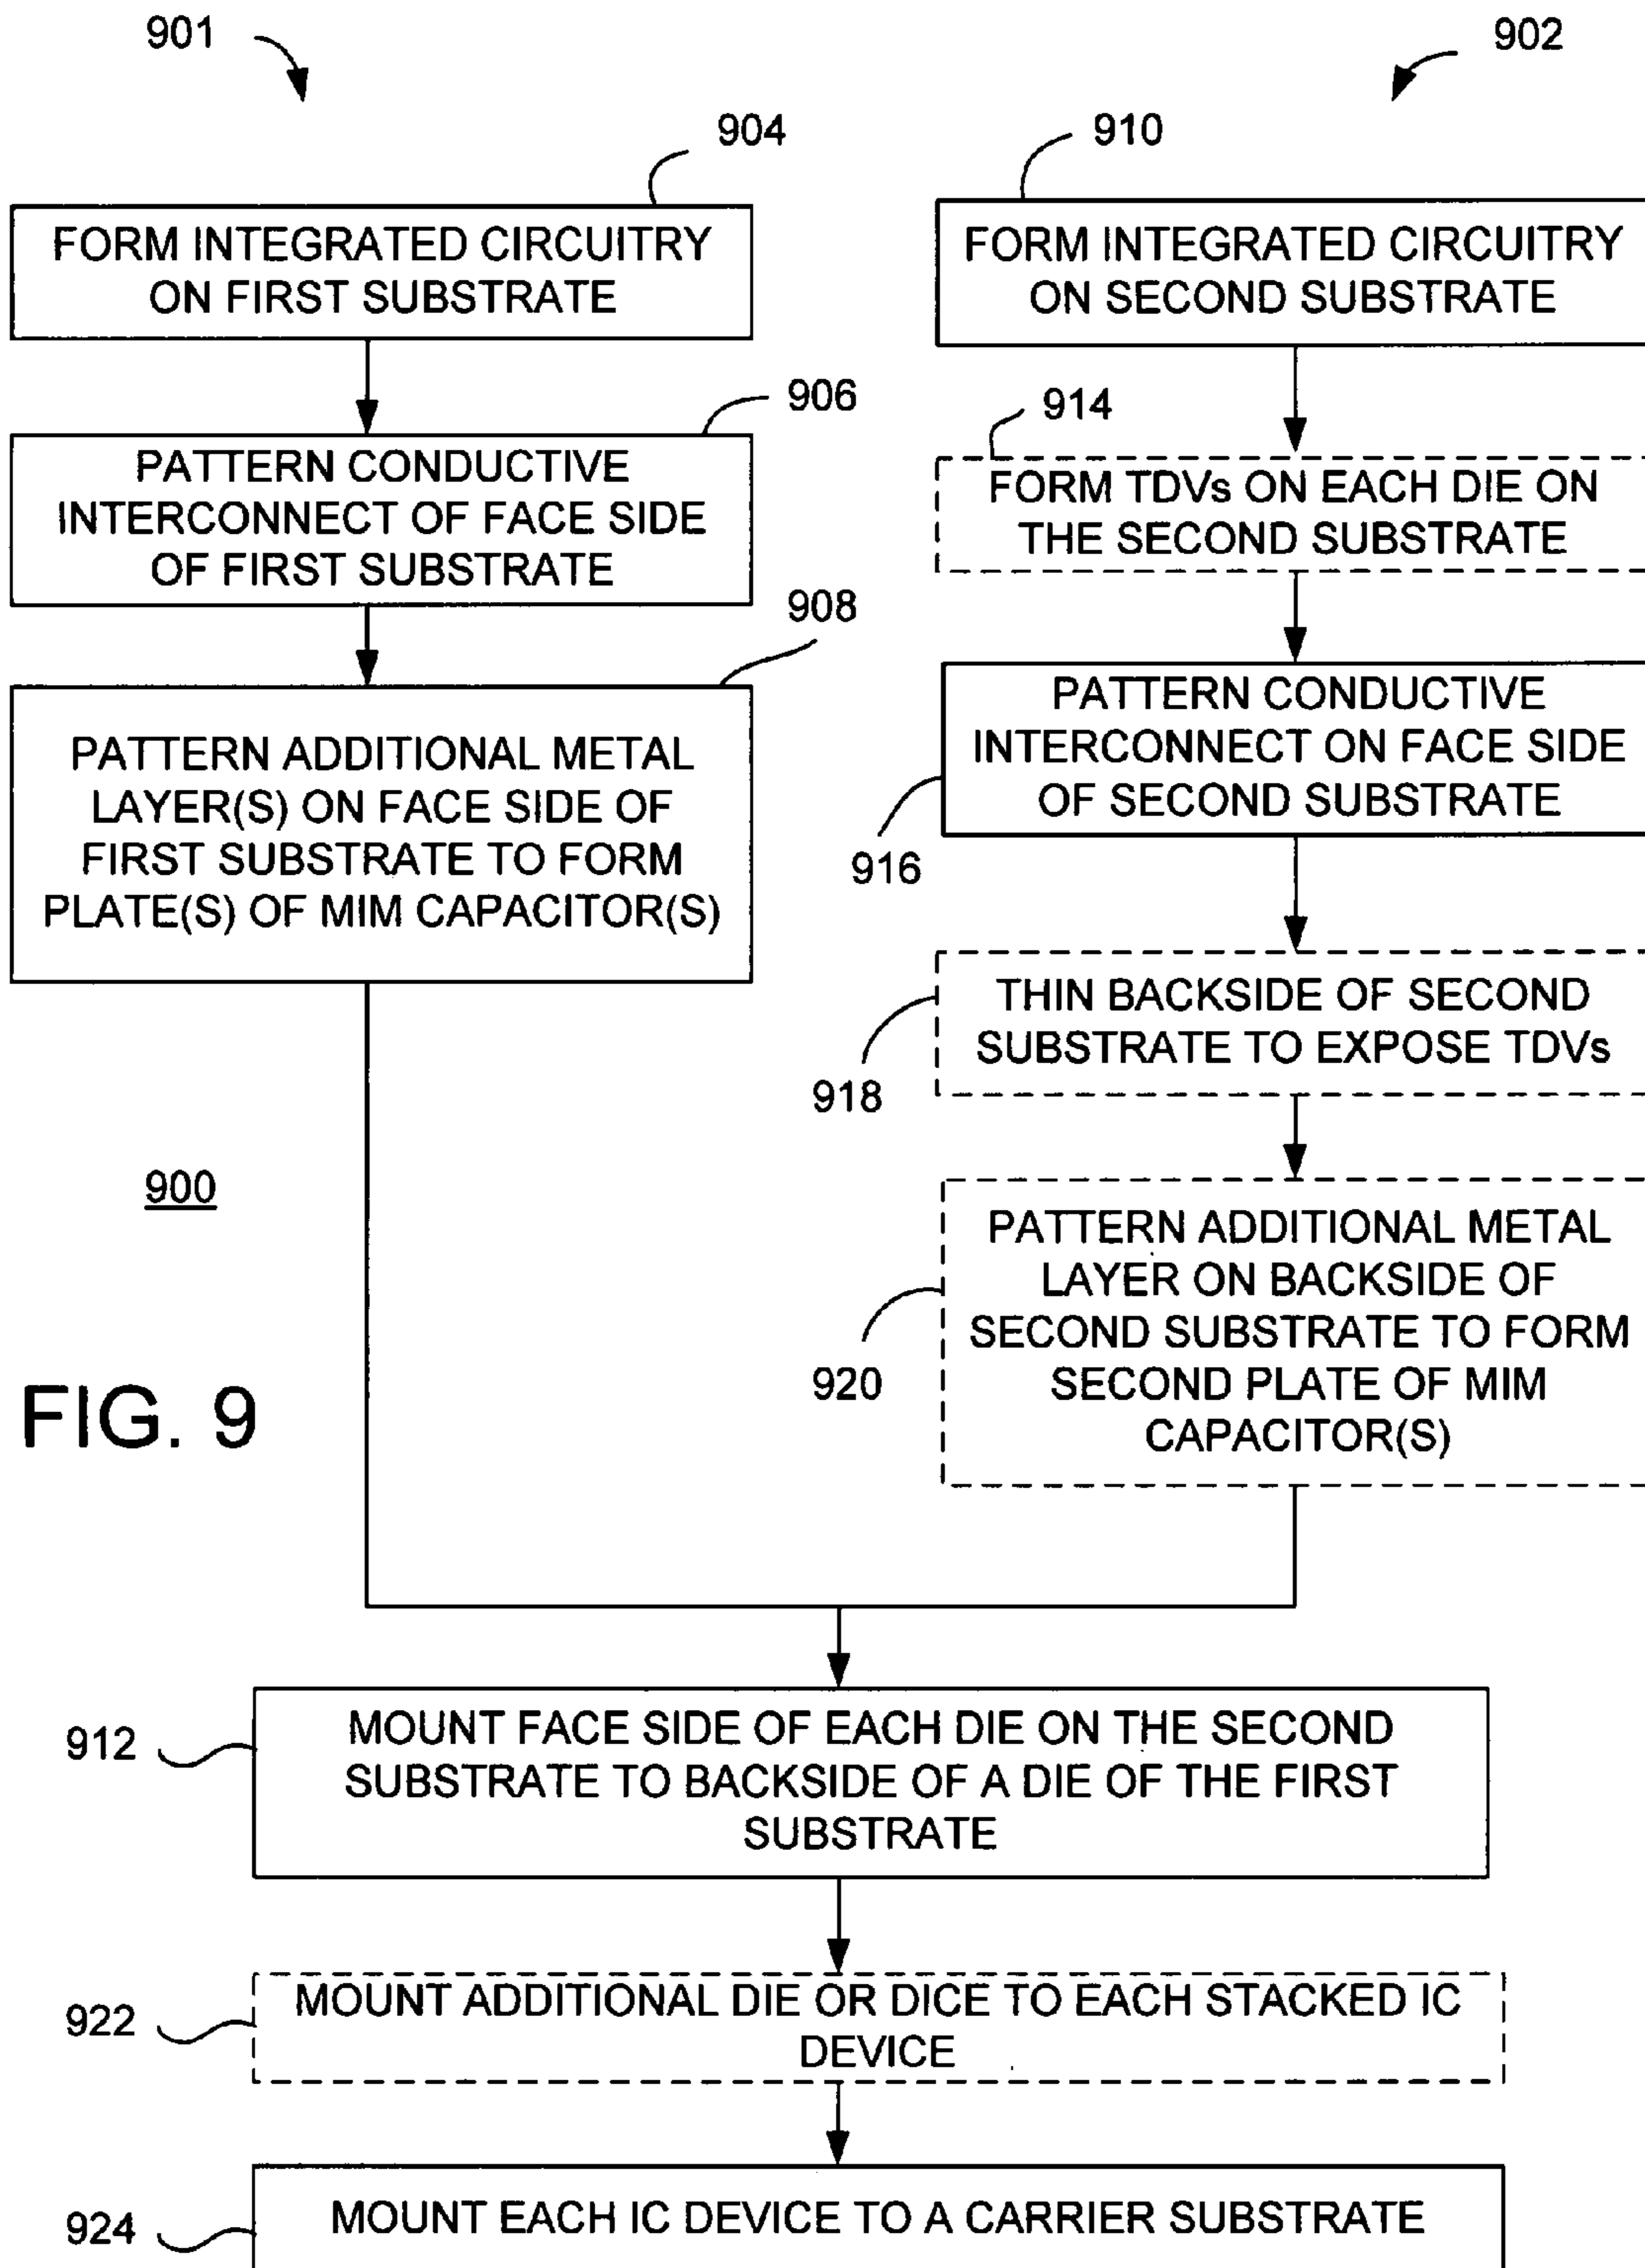 901
902
904
FORM INTEGRATED CIRCUITRY
ON FIRST SUBSTRATE
906
PATTERN CONDUCTIVE
INTERCONNECT OF FACE SIDE
OF FIRST SUBSTRATE
908
PATTERN ADDITIONAL METAL
LAYER(S) ON FACE SIDE OF
FIRST SUBSTRATE TO FORM
PLATE(S) OF MIM CAPACITOR(S)
910
FORM INTEGRATED CIRCUITRY
ON SECOND SUBSTRATE
914
FORM TDVs ON EACH DIE ON
THE SECOND SUBSTRATE
PATTERN CONDUCTIVE
INTERCONNECT ON FACE SIDE
OF SECOND SUBSTRATE
916
THIN BACKSIDE OF SECOND
SUBSTRATE TO EXPOSE TDVs
918
PATTERN ADDITIONAL METAL
LAYER ON BACKSIDE OF
SECOND SUBSTRATE TO FORM
SECOND PLATE OF MIM
CAPACITOR(S)
920
900
FIG. 9
912
MOUNT FACE SIDE OF EACH DIE ON THE SECOND
SUBSTRATE TO BACKSIDE OF A DIE OF THE FIRST
SUBSTRATE
922
MOUNT ADDITIONAL DIE OR DICE TO EACH STACKED IC
DEVICE
924
MOUNT EACH IC DEVICE TO A CARRIER SUBSTRATE